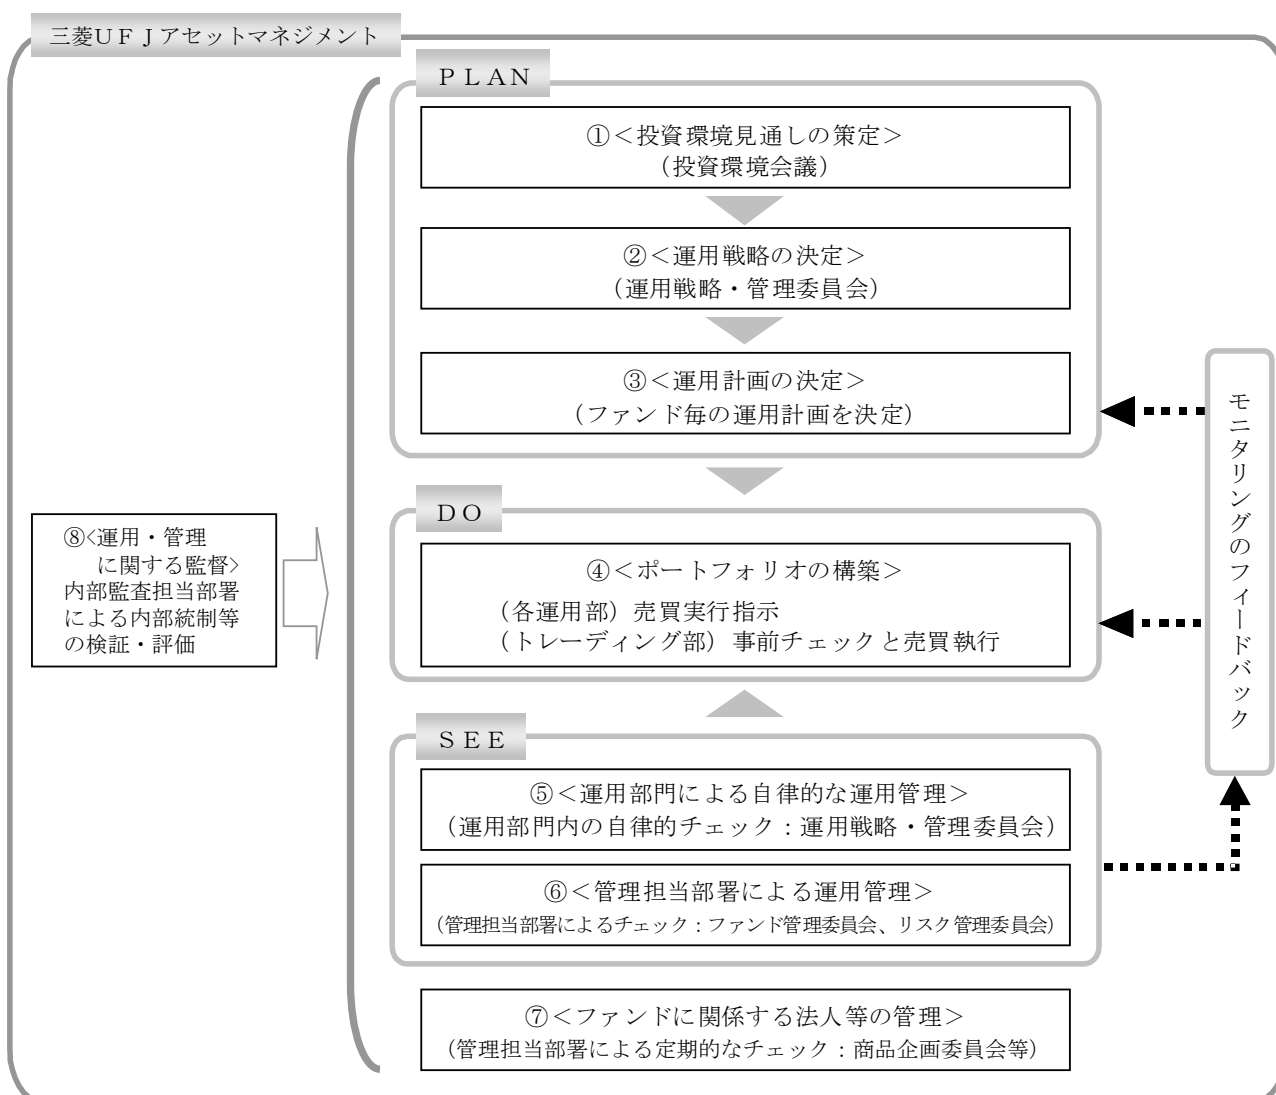 三菱ＵＦＪアセットマネジメント
ＰＬＡＮ
①＜投資環境見通しの策定＞
（投資環境会議）
②＜運用戦略の決定＞
（運用戦略・管理委員会）
③＜運用計画の決定＞
（ファンド毎の運用計画を決定）
ＤＯ
④＜ポートフォリオの構築＞
（各運用部）売買実行指示
（トレーディング部）事前チェックと売買執行
ＳＥＥ
⑤＜運用部門による自律的な運用管理＞
（運用部門内の自律的チェック：運用戦略・管理委員会）
⑥＜管理担当部署による運用管理＞
（管理担当部署によるチェック：ファンド管理委員会、リスク管理委員会）
⑦＜ファンドに関係する法人等の管理＞
（管理担当部署による定期的なチェック：商品企画委員会等）
⑧<運用・管理
に関する監督>
内部監査担当部署
による内部統制等
の検証・評価
モニタリングのフィードバック